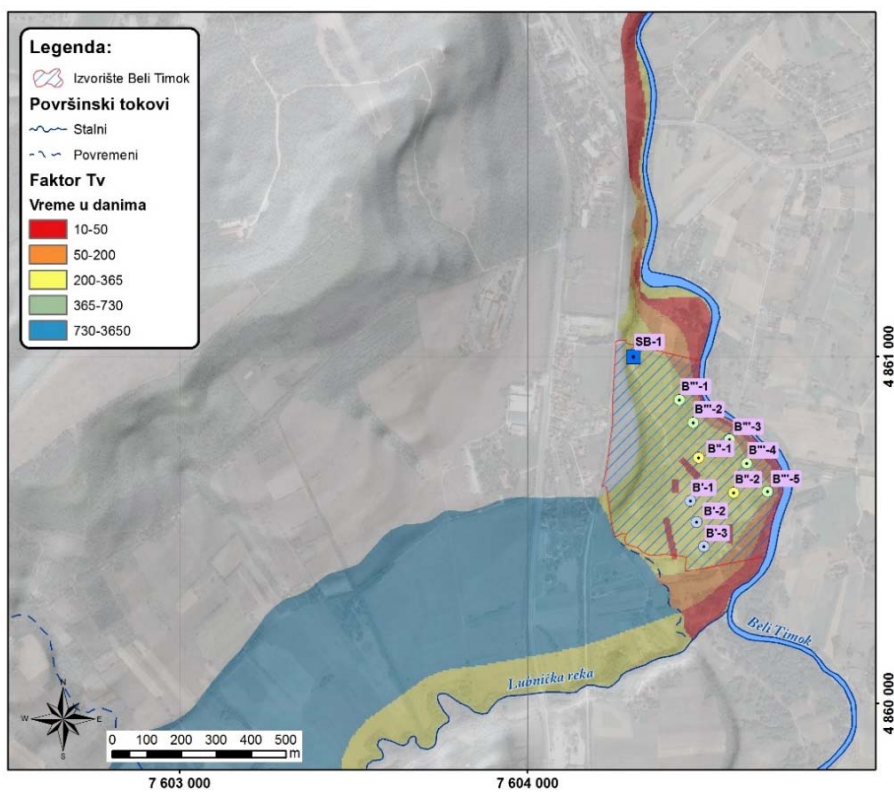 Legenda:
Izvorište Beli Timok
Površinski tokovi
Stalni
Povremeni
Faktor Tv
Vreme u danima
10-50
50-200
200-365
365-730
730-3650
SB-1
B'''-1
B'''-2
B'''-3
B''-1
B'''-4
B'-1
B''-2
B'''-5
B'-2
B'-3
Beli Timok
Lubnička reka
N
W
E
S
0 100 200 300 400 500
m
4 861 000
4 860 000
7 603 000
7 604 000